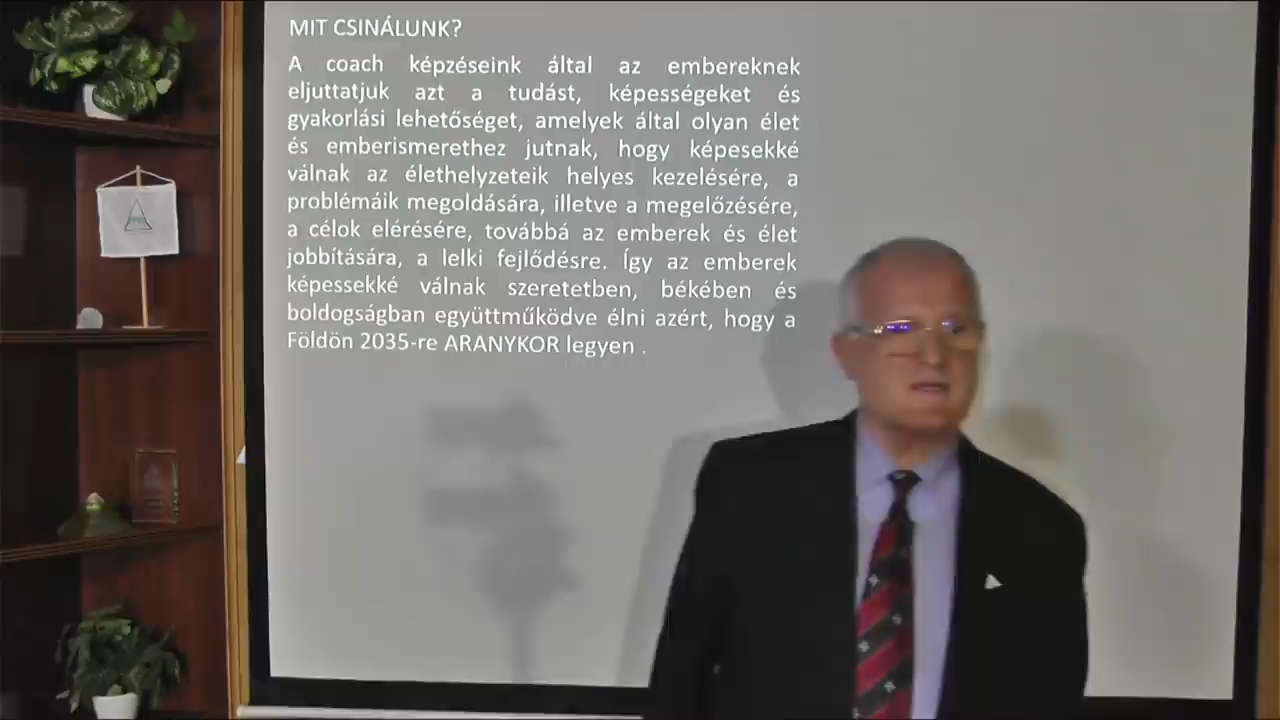 MIT CSINÁLUNK?
A coach képzéseink által az embereknek
eljuttatjuk azt a tudást, képességeket és
gyakorlási lehetőséget, amelyek által olyan élet
és emberismerethez jutnak, hogy képesekké
válnak az élethelyzeteik helyes kezelésére, a
problémáik megoldására, illetve a megelőzésére,
a célok elérésére, továbbá az emberek és élet
jobbítására, a lelki fejlődésre. Így az emberek
képessekké válnak szeretetben, békében és
boldogságban együttműködve élni azért, hogy a
Földön 2035-re ARANYKOR legyen .